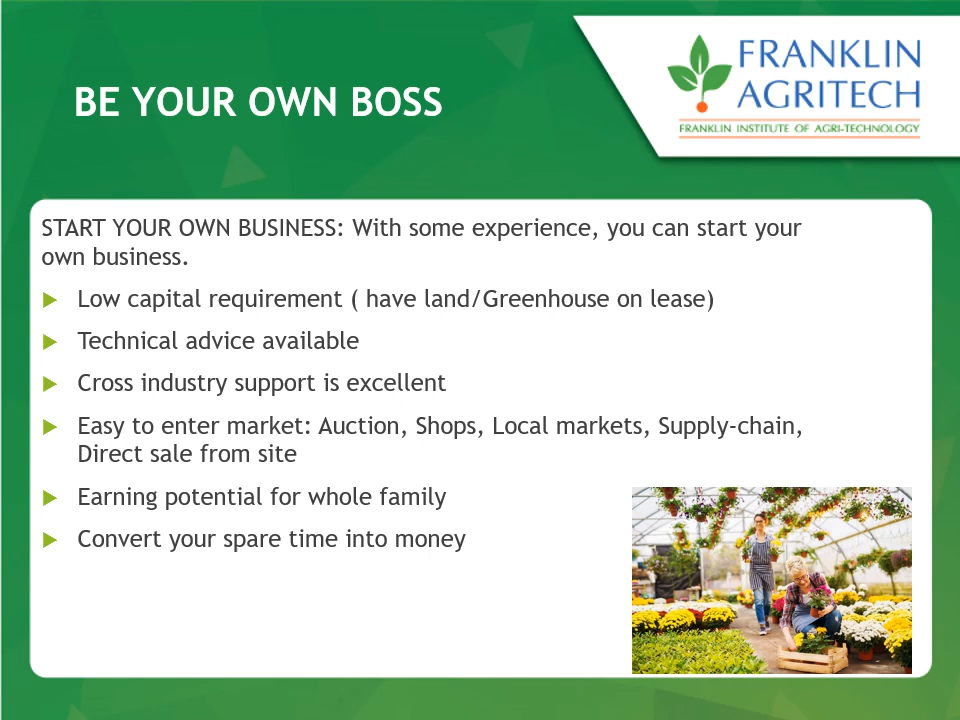 BE YOUR OWN BOSS
FRANKLIN
AGRITECH
FRANKLIN INSTITUTE OF AGRI-TECHNOLOGY
START YOUR OWN BUSINESS: With some experience, you can start your
own business.
Low capital requirement ( have land/Greenhouse on lease)
Technical advice available
Cross industry support is excellent
Easy to enter market: Auction, Shops, Local markets, Supply-chain,
Direct sale from site
Earning potential for whole family
Convert your spare time into money